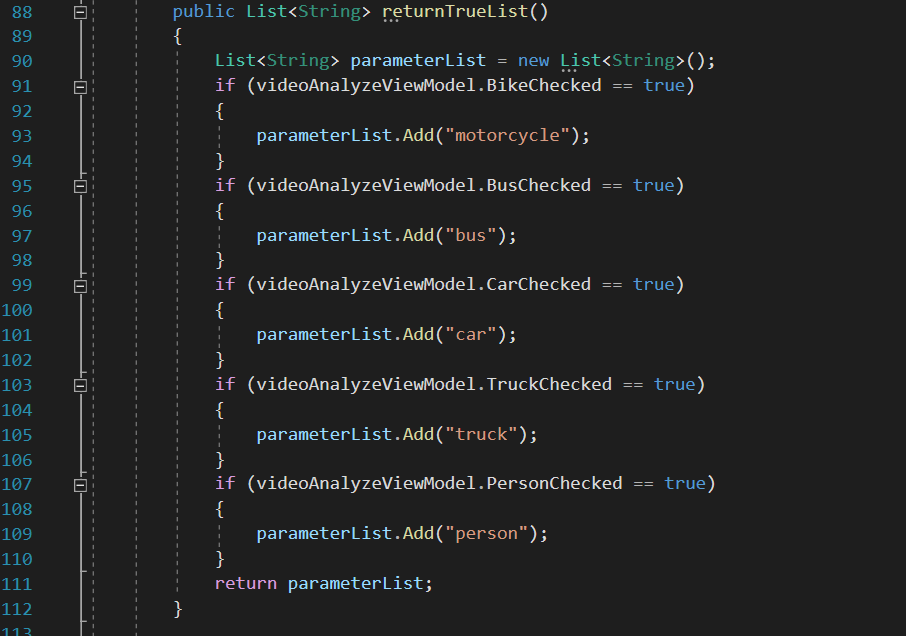 88 public List<String> returnTrueList()
89 {
90 List<String> parameterList = new List<String>();
91 if (videoAnalyzeViewModel.BikeChecked == true)
92 {
93 parameterList.Add("motorcycle");
94 }
95 if (videoAnalyzeViewModel.BusChecked == true)
96 {
97 parameterList.Add("bus");
98 }
99 if (videoAnalyzeViewModel.CarChecked == true)
100 {
101 parameterList.Add("car");
102 }
103 if (videoAnalyzeViewModel.TruckChecked == true)
104 {
105 parameterList.Add("truck");
106 }
107 if (videoAnalyzeViewModel.PersonChecked == true)
108 {
109 parameterList.Add("person");
110 }
111 return parameterList;
112 }
113